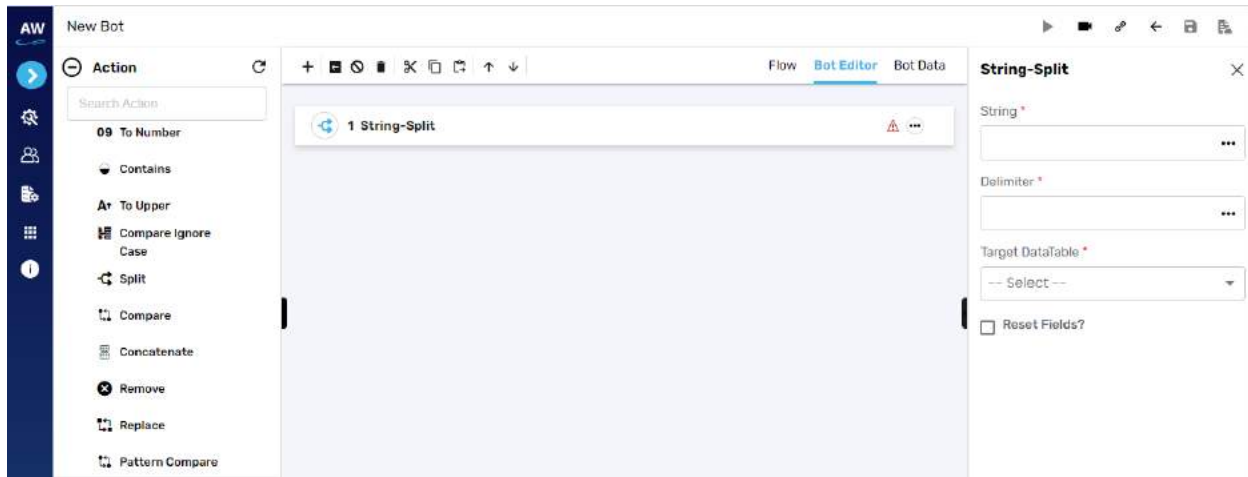 AW
New Bot
Action
Search Action
09 To Number
Contains
A To Upper
Compare Ignore
Case
Split
Compare
Concatenate
Remove
Replace
Pattern Compare
Flow Bot Editor Bot Data
1 String-Split
String-Split
String *
Delimiter *
Target DataTable *
-- Select --
Reset Fields?